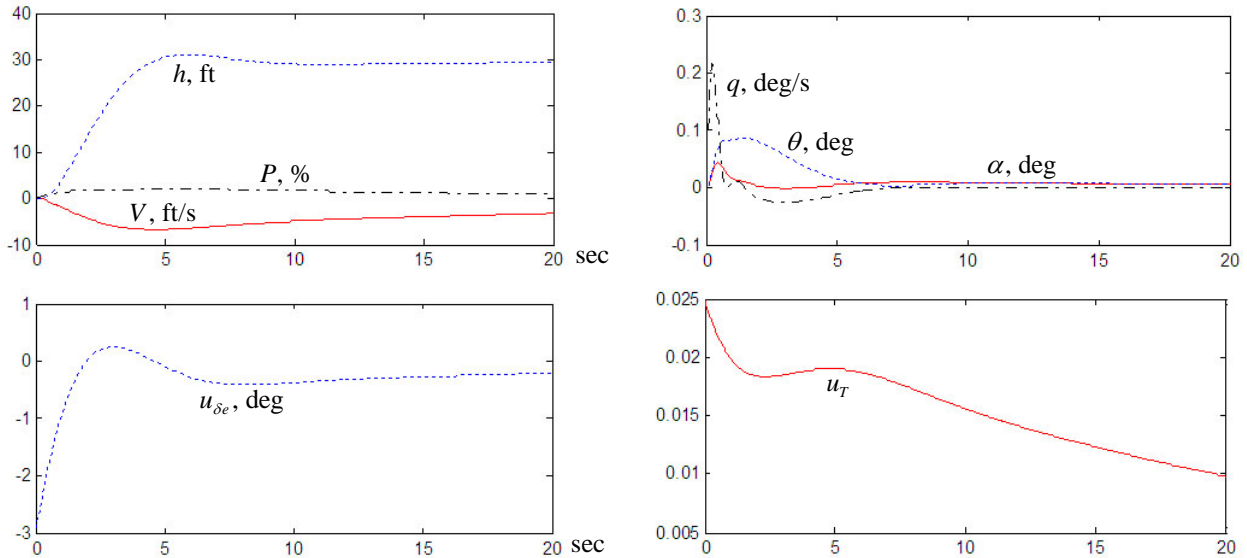 40
30
20
10
0
-10
h, ft
P, %
V, ft/s
0 5 10 15 20 sec
0.3
0.2
0.1
0
-0.1
q, deg/s
θ, deg
α, deg
0 5 10 15 20
1
0
-1
-2
-3
u_δe, deg
0 5 10 15 20 sec
0.025
0.02
0.015
0.01
0.005
u_T
0 5 10 15 20